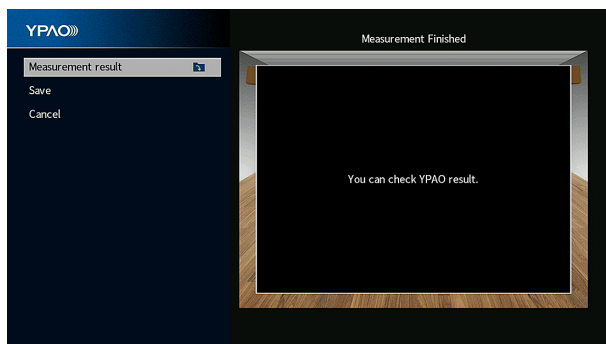 YPAO
Measurement Finished
Measurement result
Save
Cancel
You can check YPAO result.